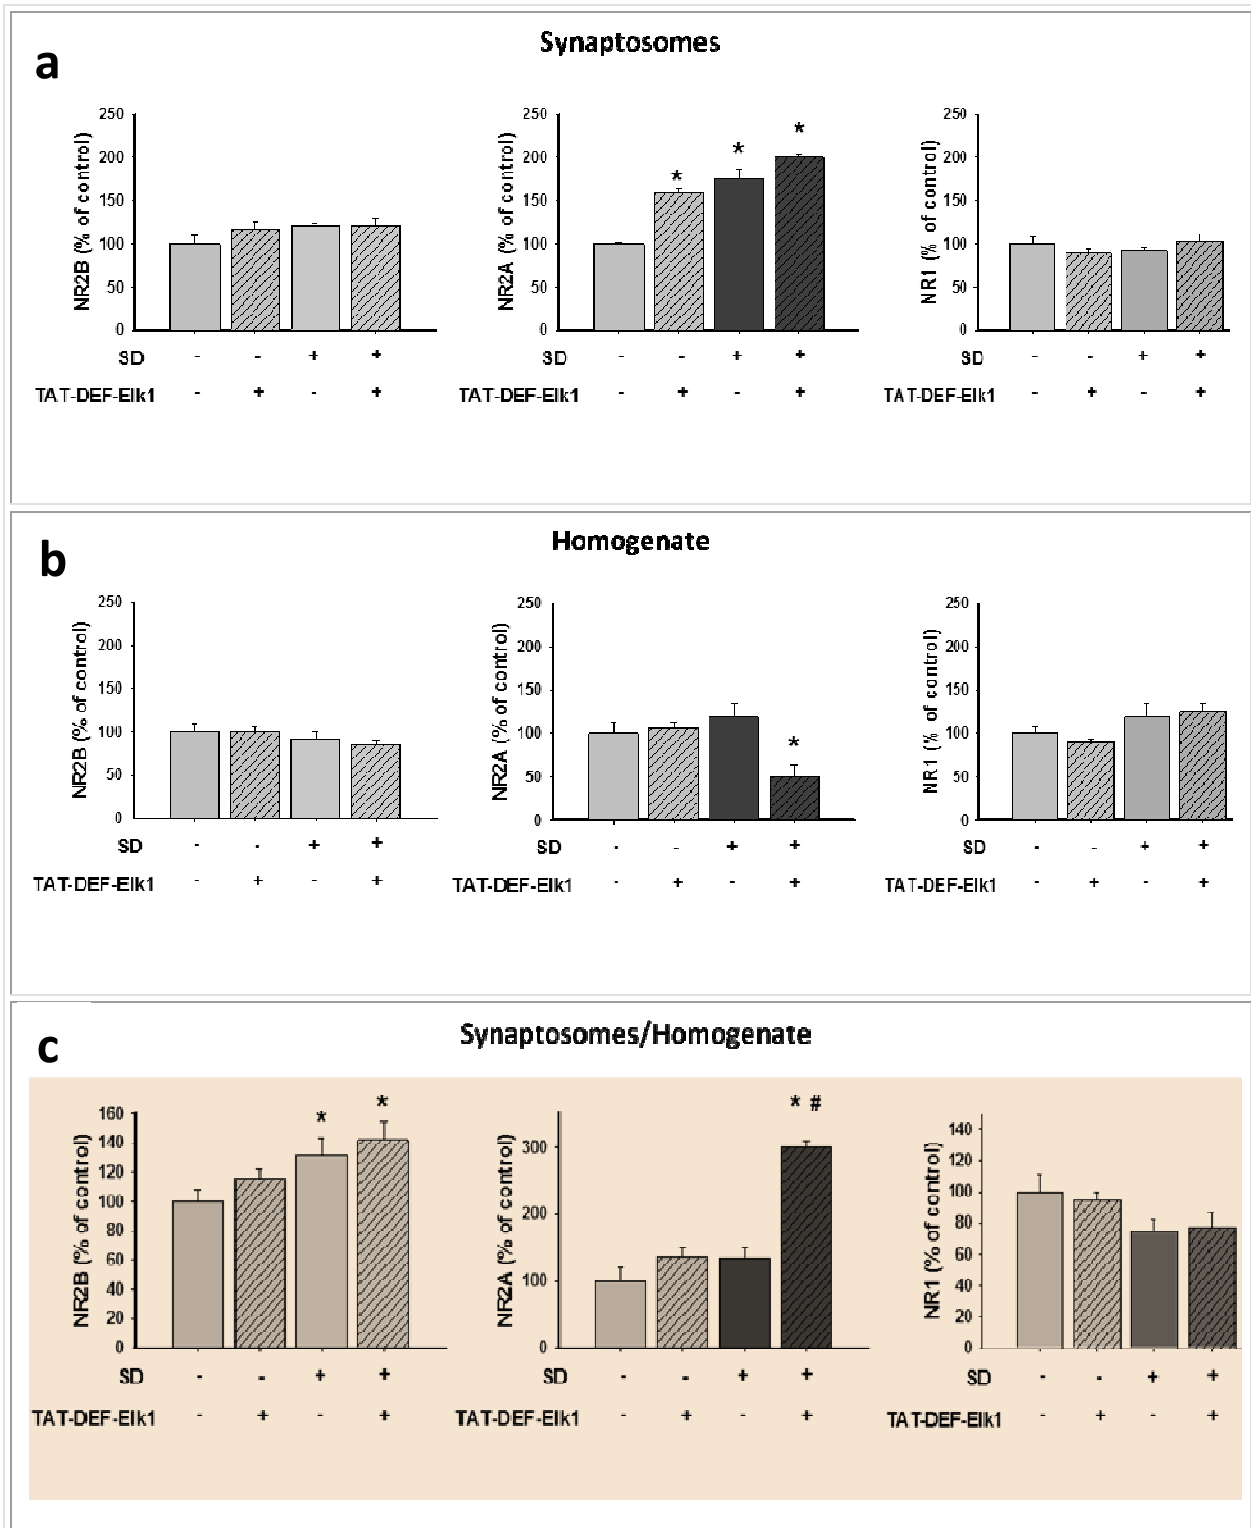 a
Synaptosomes
NR2B (% of control)
250
200
150
100
50
0
SD - - + +
TAT-DEF-Elk1 - + - +
NR2A (% of control)
250
200
150
100
50
0
* * *
SD - - + +
TAT-DEF-Elk1 - + - +
NR1 (% of control)
250
200
150
100
50
0
SD - - + +
TAT-DEF-Elk1 - + - +
b
Homogenate
NR2B (% of control)
250
200
150
100
50
0
SD - - + +
TAT-DEF-Elk1 - + - +
NR2A (% of control)
250
200
150
100
50
0
*
SD - - + +
TAT-DEF-Elk1 - + - +
NR1 (% of control)
250
200
150
100
50
0
SD - - + +
TAT-DEF-Elk1 - + - +
c
Synaptosomes/Homogenate
NR2B (% of control)
160
140
120
100
80
60
40
20
0
* *
SD - - + +
TAT-DEF-Elk1 - + - +
NR2A (% of control)
300
200
100
0
* #
SD - - + +
TAT-DEF-Elk1 - + - +
NR1 (% of control)
140
120
100
80
60
40
20
0
SD - - + +
TAT-DEF-Elk1 - + - +